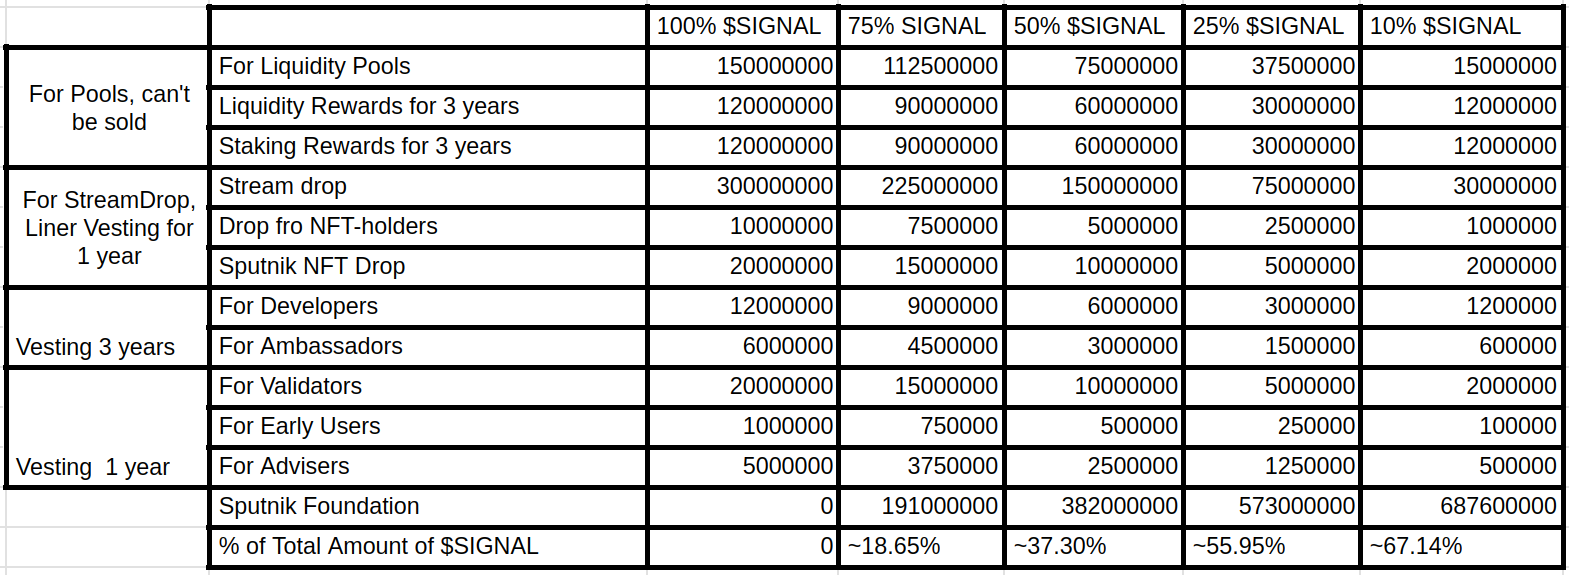 100% $SIGNAL 75% SIGNAL 50% $SIGNAL 25% $SIGNAL 10% $SIGNAL
For Pools, can't
be sold
For Liquidity Pools 150000000 112500000 75000000 37500000 15000000
Liquidity Rewards for 3 years 120000000 90000000 60000000 30000000 12000000
Staking Rewards for 3 years 120000000 90000000 60000000 30000000 12000000
For StreamDrop,
Liner Vesting for
1 year
Stream drop 300000000 225000000 150000000 75000000 30000000
Drop fro NFT-holders 10000000 7500000 5000000 2500000 1000000
Sputnik NFT Drop 20000000 15000000 10000000 5000000 2000000
Vesting 3 years
For Developers 12000000 9000000 6000000 3000000 1200000
For Ambassadors 6000000 4500000 3000000 1500000 600000
Vesting  1 year
For Validators 20000000 15000000 10000000 5000000 2000000
For Early Users 1000000 750000 500000 250000 100000
For Advisers 5000000 3750000 2500000 1250000 500000
Sputnik Foundation 0 191000000 382000000 573000000 687600000
% of Total Amount of $SIGNAL 0 ~18.65% ~37.30% ~55.95% ~67.14%